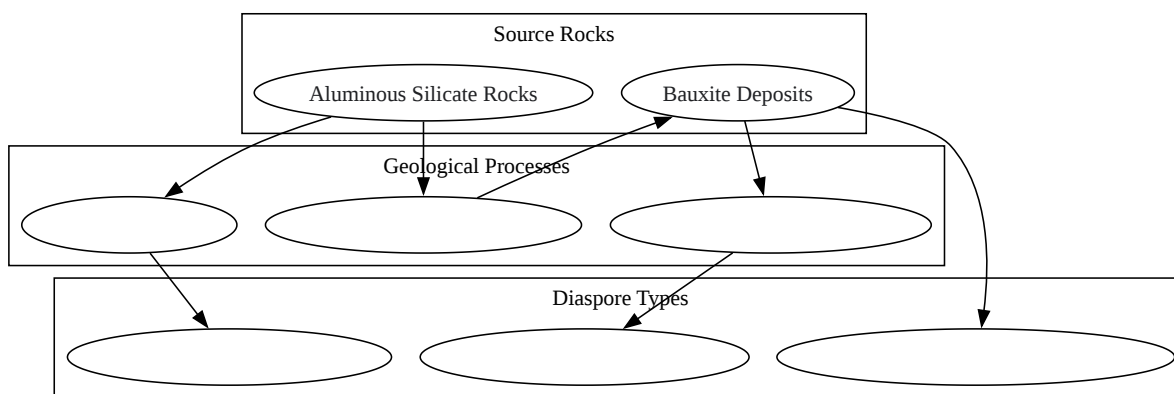 Source Rocks
Aluminous Silicate Rocks
Bauxite Deposits
Geological Processes
Diaspore Types